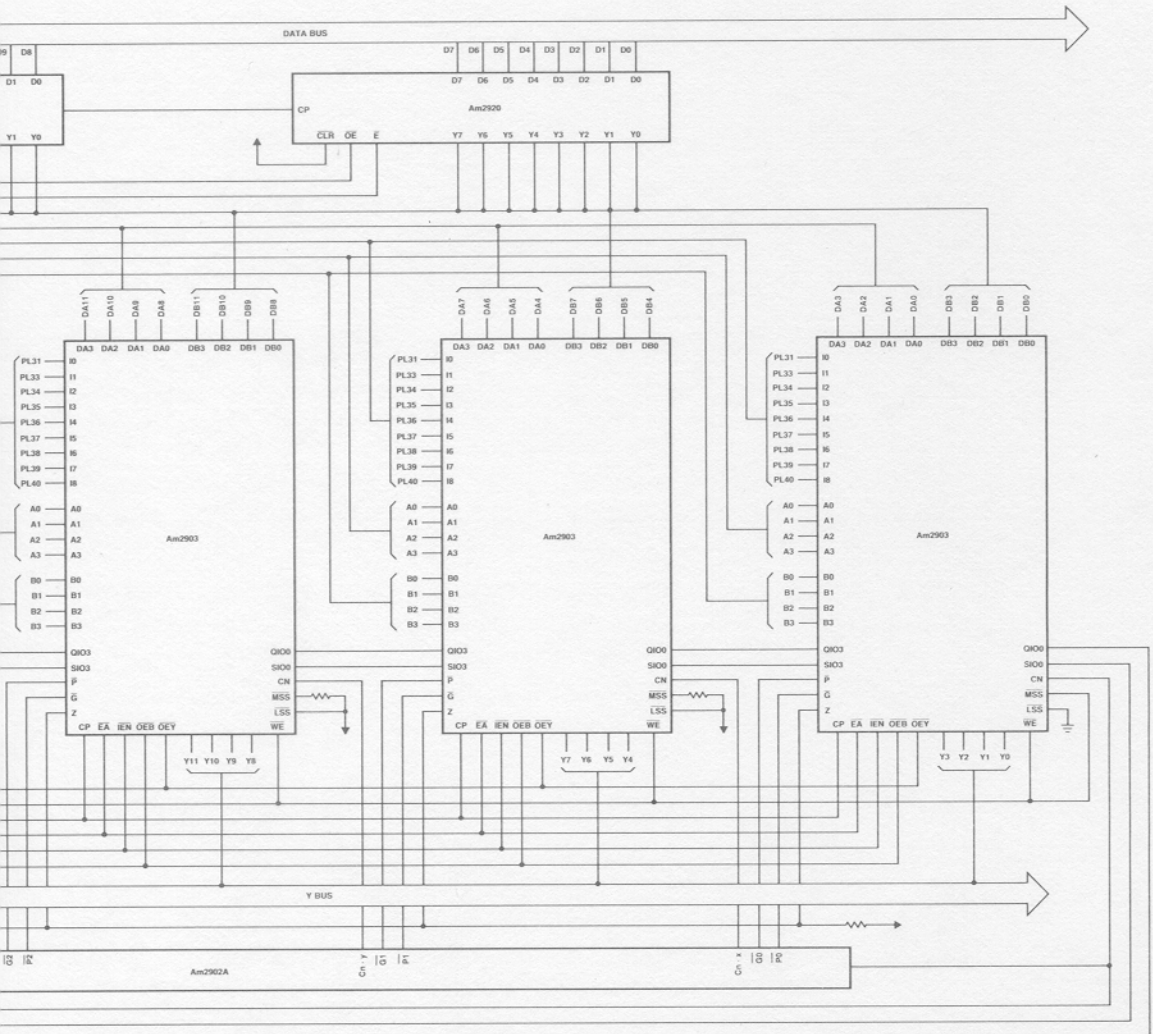 DATA BUS
D9 D8 D7 D6 D5 D4 D3 D2 D1 D0
D1 D0 D7 D6 D5 D4 D3 D2 D1 D0
CP Am2920
Y1 Y0 CLR OE E Y7 Y6 Y5 Y4 Y3 Y2 Y1 Y0
DA11 DA10 DA9 DA8 DB11 DB10 DB9 DB8
DA3 DA2 DA1 DA0 DB3 DB2 DB1 DB0
PL31 I0
PL33 I1
PL34 I2
PL35 I3
PL36 I4
PL37 I5
PL38 I6
PL39 I7
PL40 I8
A0 A0
A1 A1
A2 A2
A3 A3
Am2903
B0 B0
B1 B1
B2 B2
B3 B3
QIO3 QIO0
SIO3 SIO0
P CN
G MSS
Z LSS
CP EA IEN OEB OEY WE
Y11 Y10 Y9 Y8
DA7 DA6 DA5 DA4 DB7 DB6 DB5 DB4
DA3 DA2 DA1 DA0 DB3 DB2 DB1 DB0
PL31 I0
PL33 I1
PL34 I2
PL35 I3
PL36 I4
PL37 I5
PL38 I6
PL39 I7
PL40 I8
A0 A0
A1 A1
A2 A2
A3 A3
Am2903
B0 B0
B1 B1
B2 B2
B3 B3
QIO3 QIO0
SIO3 SIO0
P CN
G MSS
Z LSS
CP EA IEN OEB OEY WE
Y7 Y6 Y5 Y4
DA3 DA2 DA1 DA0 DB3 DB2 DB1 DB0
DA3 DA2 DA1 DA0 DB3 DB2 DB1 DB0
PL31 I0
PL33 I1
PL34 I2
PL35 I3
PL36 I4
PL37 I5
PL38 I6
PL39 I7
PL40 I8
A0 A0
A1 A1
A2 A2
A3 A3
Am2903
B0 B0
B1 B1
B2 B2
B3 B3
QIO3 QIO0
SIO3 SIO0
P CN
G MSS
Z LSS
CP EA IEN OEB OEY WE
Y3 Y2 Y1 Y0
Y BUS
G2 P2 Cn-y G1 P1 Cn-x G0 P0
Am2902A